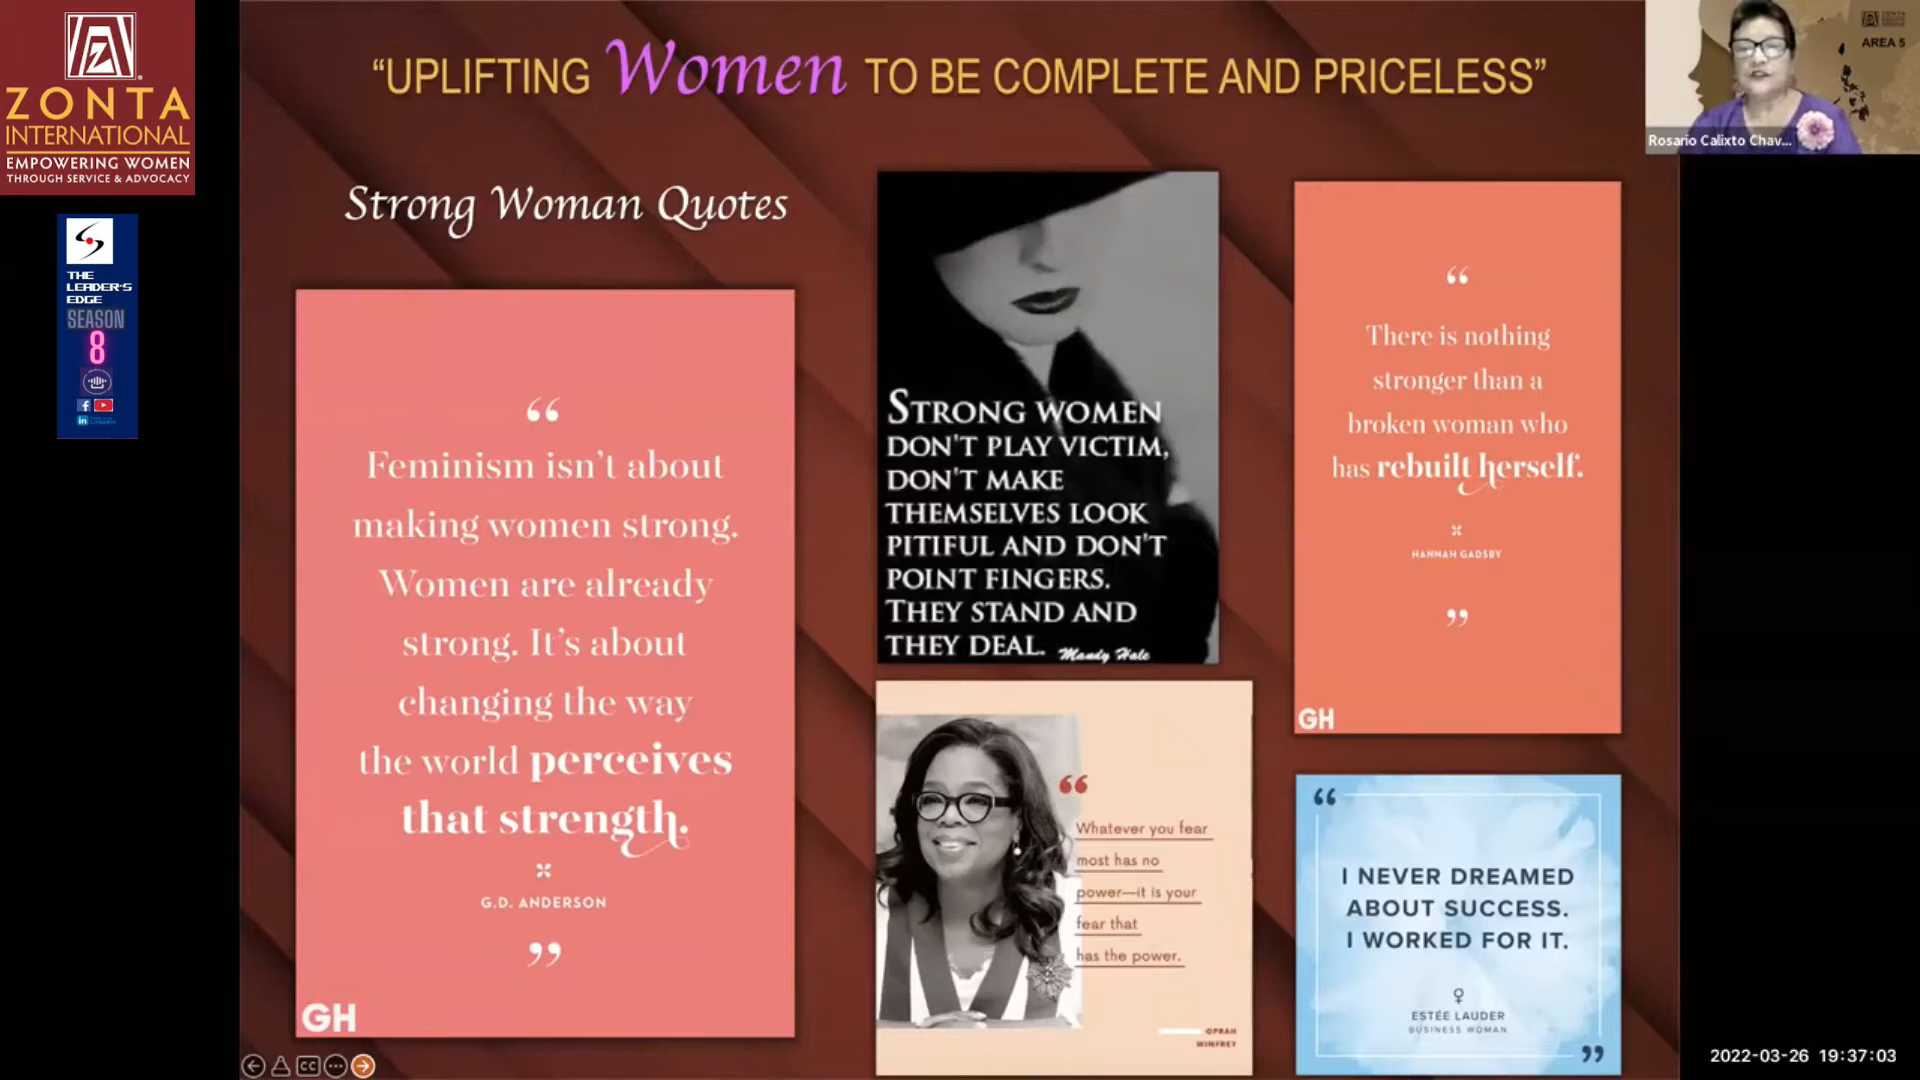 ZONTA
INTERNATIONAL
EMPOWERING WOMEN
THROUGH SERVICE & ADVOCACY
THE
LEADER'S
EDGE
SEASON
8
"UPLIFTING Women TO BE COMPLETE AND PRICELESS"
Strong Woman Quotes
“
Feminism isn't about
making women strong.
Women are already
strong. It's about
changing the way
the world perceives
that strength.
G.D. ANDERSON
”
GH
STRONG WOMEN
DON'T PLAY VICTIM,
DON'T MAKE
THEMSELVES LOOK
PITIFUL AND DON'T
POINT FINGERS.
THEY STAND AND
THEY DEAL.
Mandy Hale
“
Whatever you fear
most has no
power—it is your
fear that
has the power.
OPRAH
WINFREY
“
There is nothing
stronger than a
broken woman who
has rebuilt herself.
HANNAH GADSBY
”
GH
“
I NEVER DREAMED
ABOUT SUCCESS.
I WORKED FOR IT.
ESTÉE LAUDER
BUSINESS WOMAN
”
AREA 5
Rosario Calixto Chav...
CC
2022-03-26 19:37:03